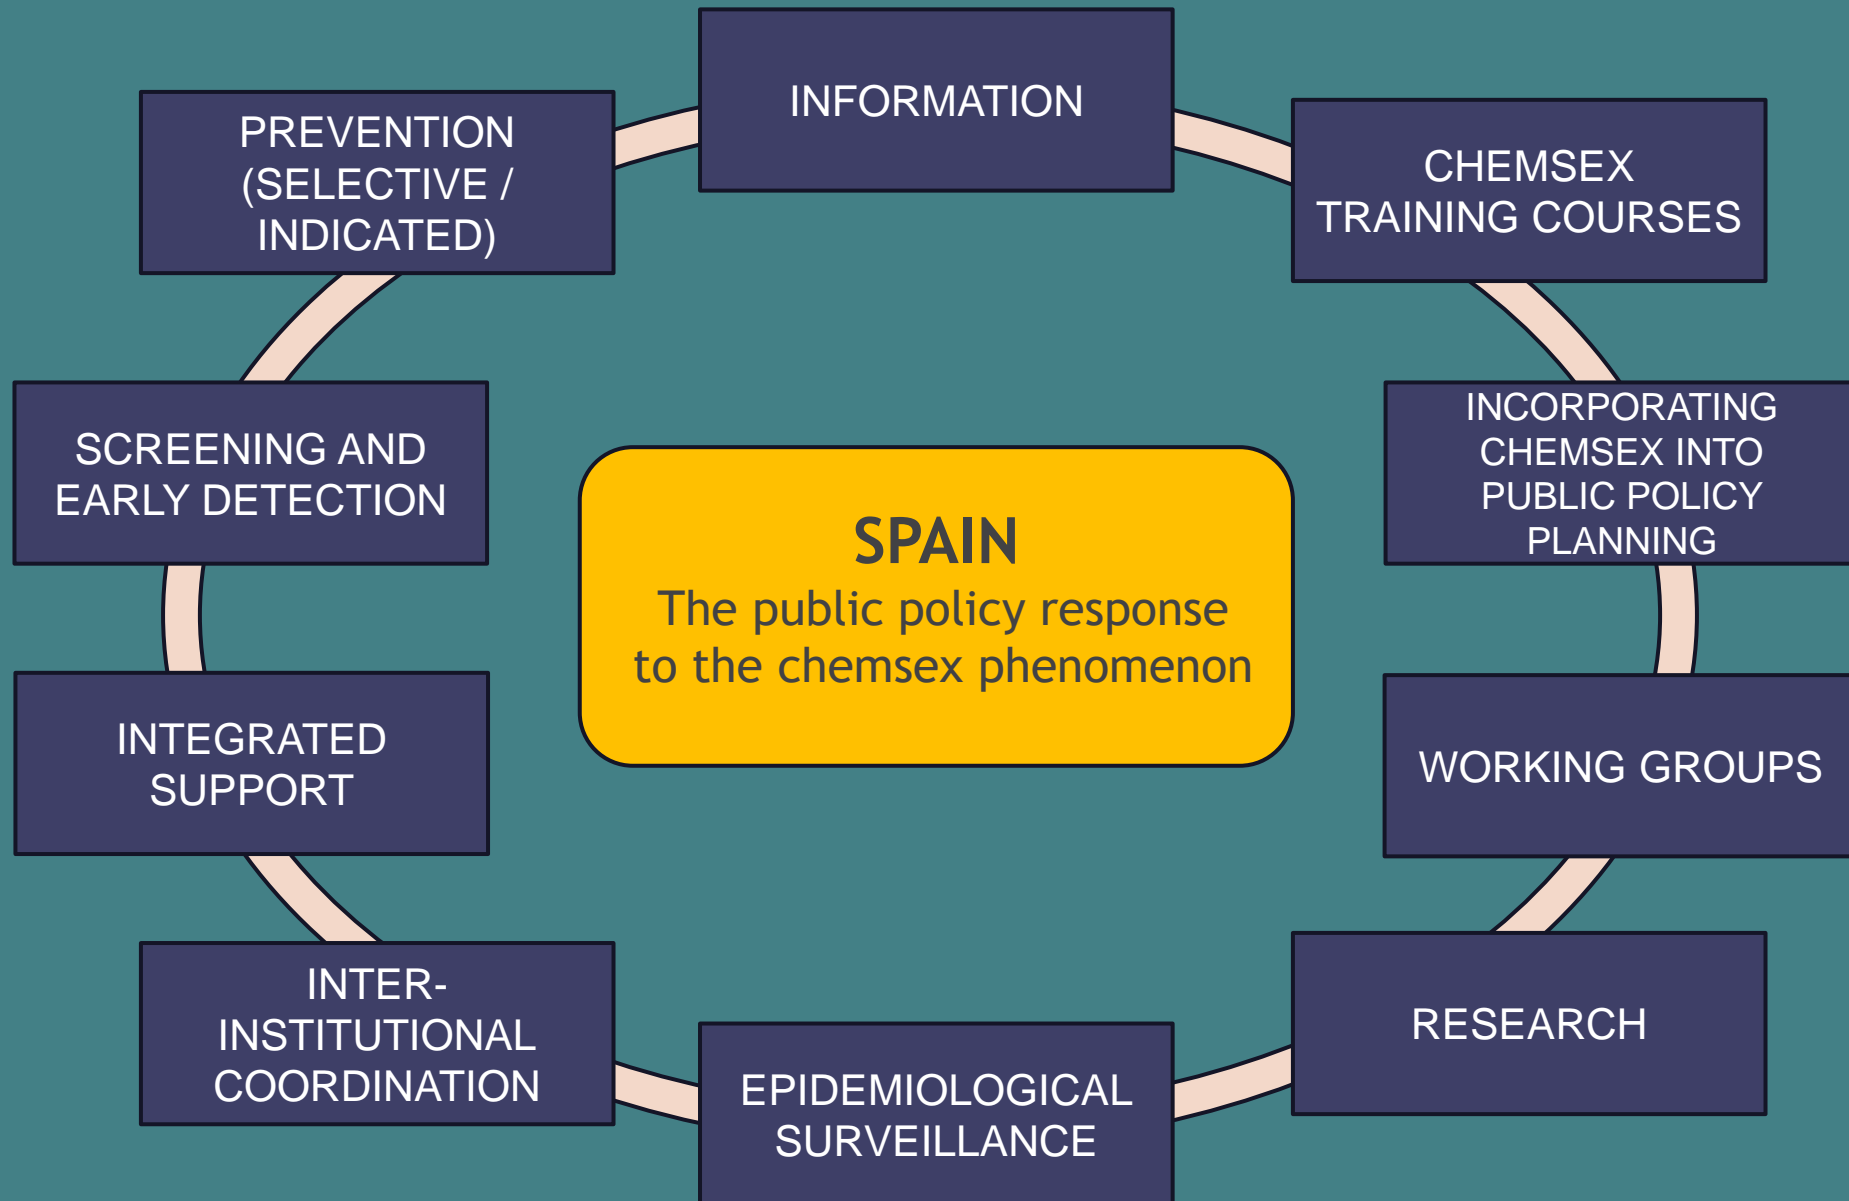 INFORMATION
CHEMSEX
TRAINING COURSES
INCORPORATING
CHEMSEX INTO
PUBLIC POLICY
PLANNING
WORKING GROUPS
RESEARCH
EPIDEMIOLOGICAL
SURVEILLANCE
INTER-
INSTITUTIONAL
COORDINATION
INTEGRATED
SUPPORT
SCREENING AND
EARLY DETECTION
PREVENTION
(SELECTIVE /
INDICATED)
SPAIN
The public policy response
to the chemsex phenomenon